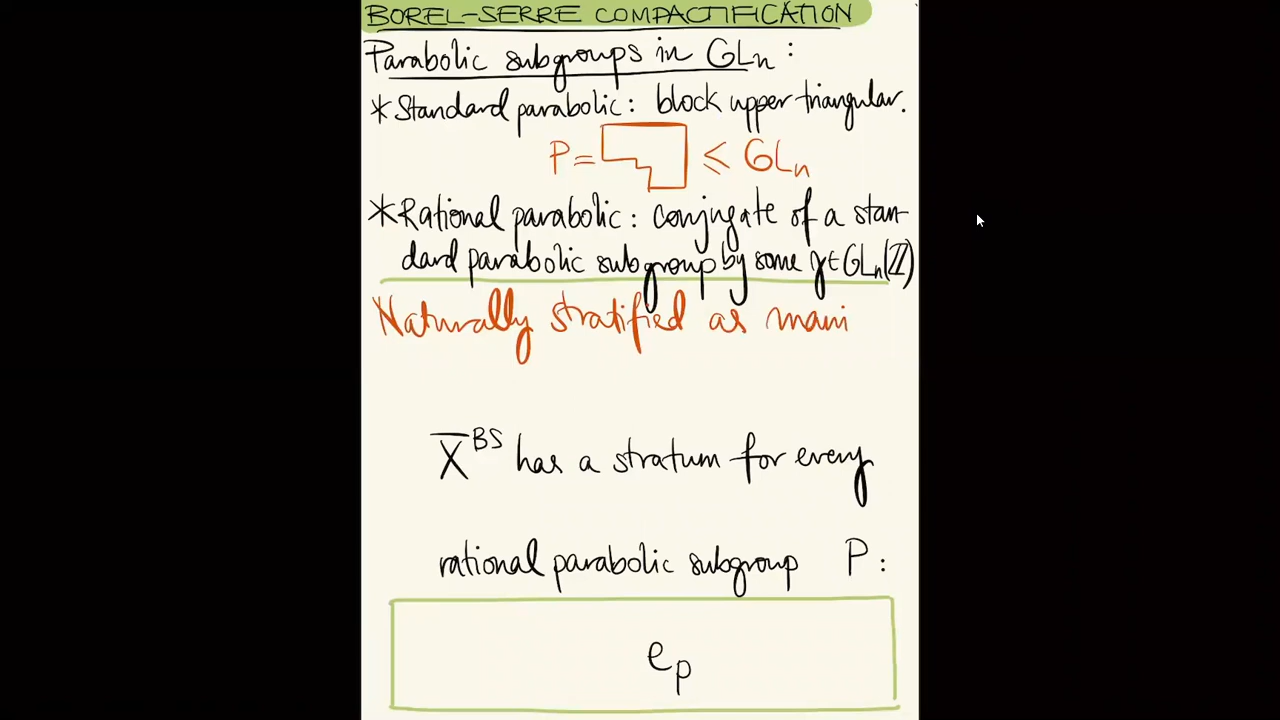 BOREL-SERRE COMPACTIFICATION
Parabolic subgroups in GLn :
* Standard parabolic : block upper triangular.
P = ≤ GLn
* Rational parabolic : conjugate of a stan-
dard parabolic subgroup by some γ∈GLn(ℤ)
Naturally stratified as mani
X̅^BS has a stratum for every
rational parabolic subgroup P :
e_P